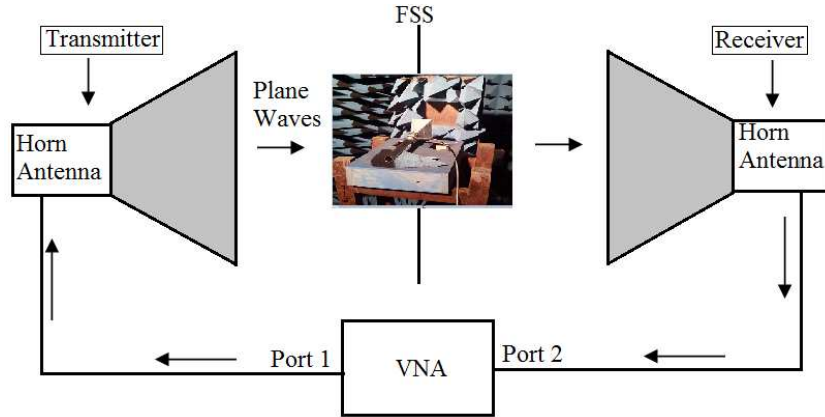 Transmitter
FSS
Receiver
Plane
Waves
Horn
Antenna
Horn
Antenna
Port 1
VNA
Port 2